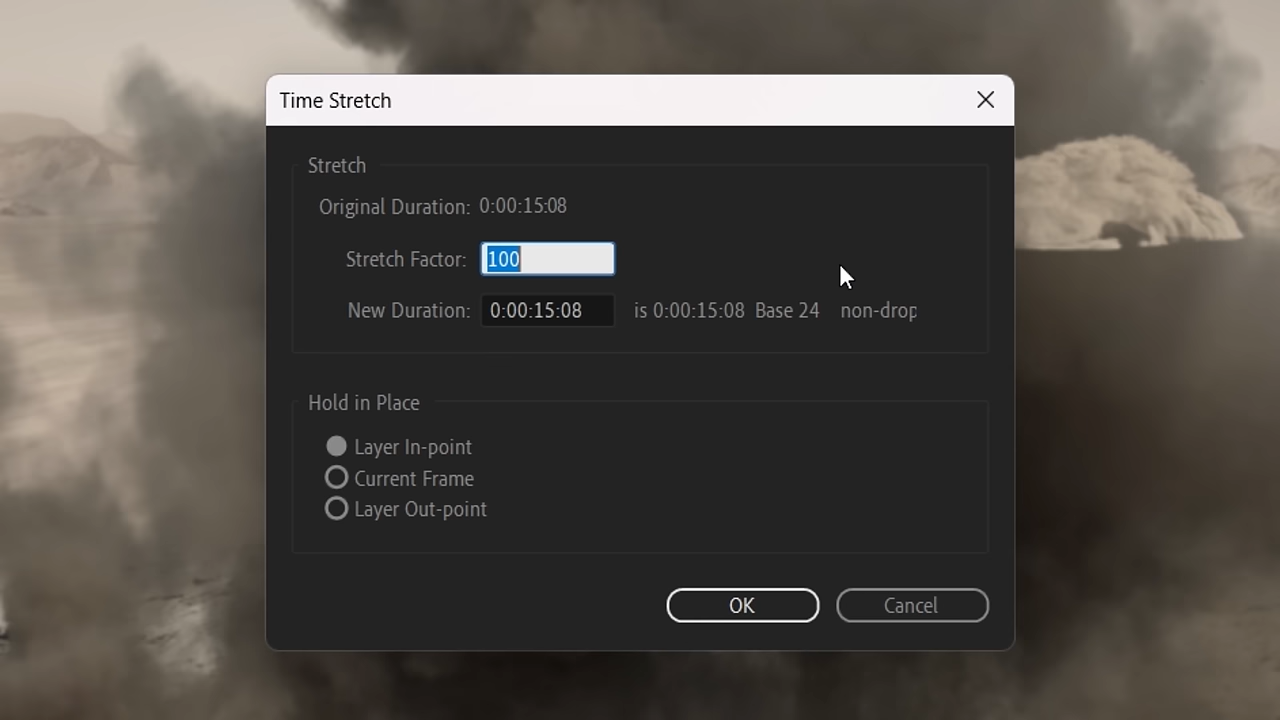 Time Stretch
Stretch
Original Duration: 0:00:15:08
Stretch Factor: 100
New Duration: 0:00:15:08 is 0:00:15:08 Base 24 non-drop
Hold in Place
Layer In-point
Current Frame
Layer Out-point
OK Cancel